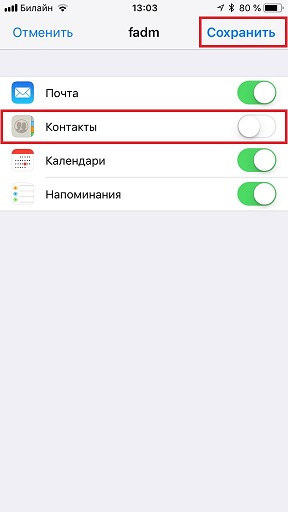 Билайн 13:03 80 %
Отменить fadm Сохранить
Почта
Контакты
Календари
Напоминания